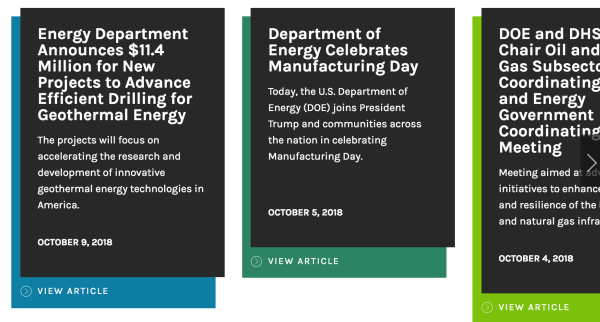 Energy Department
Announces $11.4
Million for New
Projects to Advance
Efficient Drilling for
Geothermal Energy
The projects will focus on
accelerating the research and
development of innovative
geothermal energy technologies in
America.
OCTOBER 9, 2018
VIEW ARTICLE
Department of
Energy Celebrates
Manufacturing Day
Today, the U.S. Department of
Energy (DOE) joins President
Trump and communities across
the nation in celebrating
Manufacturing Day.
OCTOBER 5, 2018
VIEW ARTICLE
DOE and DHS
Chair Oil and
Gas Subsecto
Coordinating
and Energy
Government
Coordinating
Meeting
Meeting aimed at adv
initiatives to enhance
and resilience of the
and natural gas infra
OCTOBER 4, 2018
VIEW ARTICLE